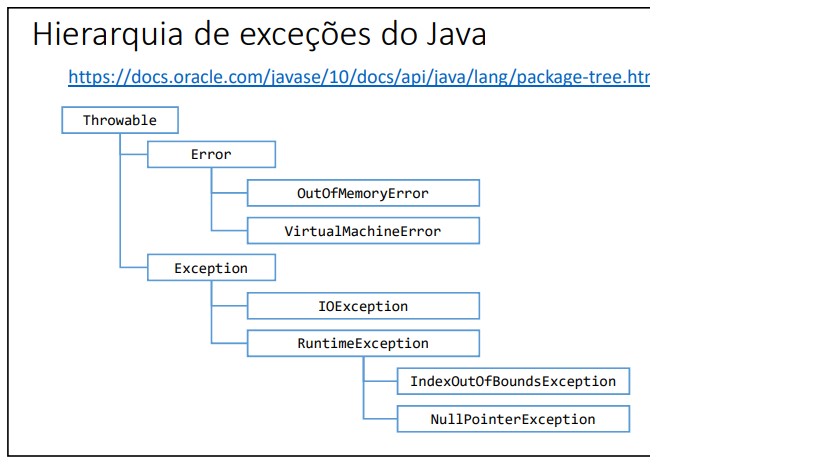 Hierarquia de exceções do Java
https://docs.oracle.com/javase/10/docs/api/java/lang/package-tree.htr
Throwable
Error
OutOfMemoryError
VirtualMachineError
Exception
IOException
RuntimeException
IndexOutOfBoundsException
NullPointerException